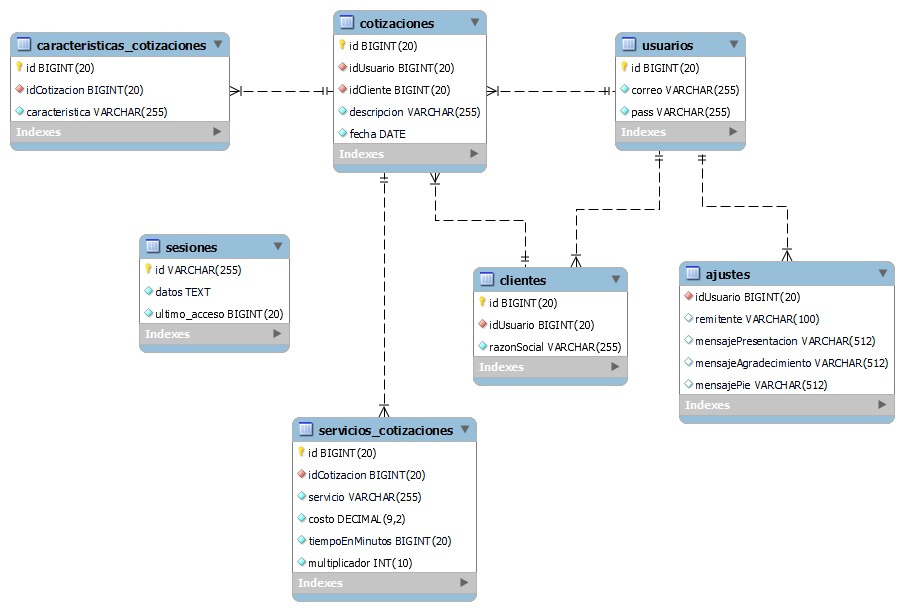 caracteristicas_cotizaciones
id BIGINT(20)
idCotizacion BIGINT(20)
caracteristica VARCHAR(255)
Indexes
cotizaciones
id BIGINT(20)
idUsuario BIGINT(20)
idCliente BIGINT(20)
descripcion VARCHAR(255)
fecha DATE
Indexes
usuarios
id BIGINT(20)
correo VARCHAR(255)
pass VARCHAR(255)
Indexes
sesiones
id VARCHAR(255)
datos TEXT
ultimo_acceso BIGINT(20)
Indexes
clientes
id BIGINT(20)
idUsuario BIGINT(20)
razonSocial VARCHAR(255)
Indexes
ajustes
idUsuario BIGINT(20)
remitente VARCHAR(100)
mensajePresentacion VARCHAR(512)
mensajeAgradecimiento VARCHAR(512)
mensajePie VARCHAR(512)
Indexes
servicios_cotizaciones
id BIGINT(20)
idCotizacion BIGINT(20)
servicio VARCHAR(255)
costo DECIMAL(9,2)
tiempoEnMinutos BIGINT(20)
multiplicador INT(10)
Indexes